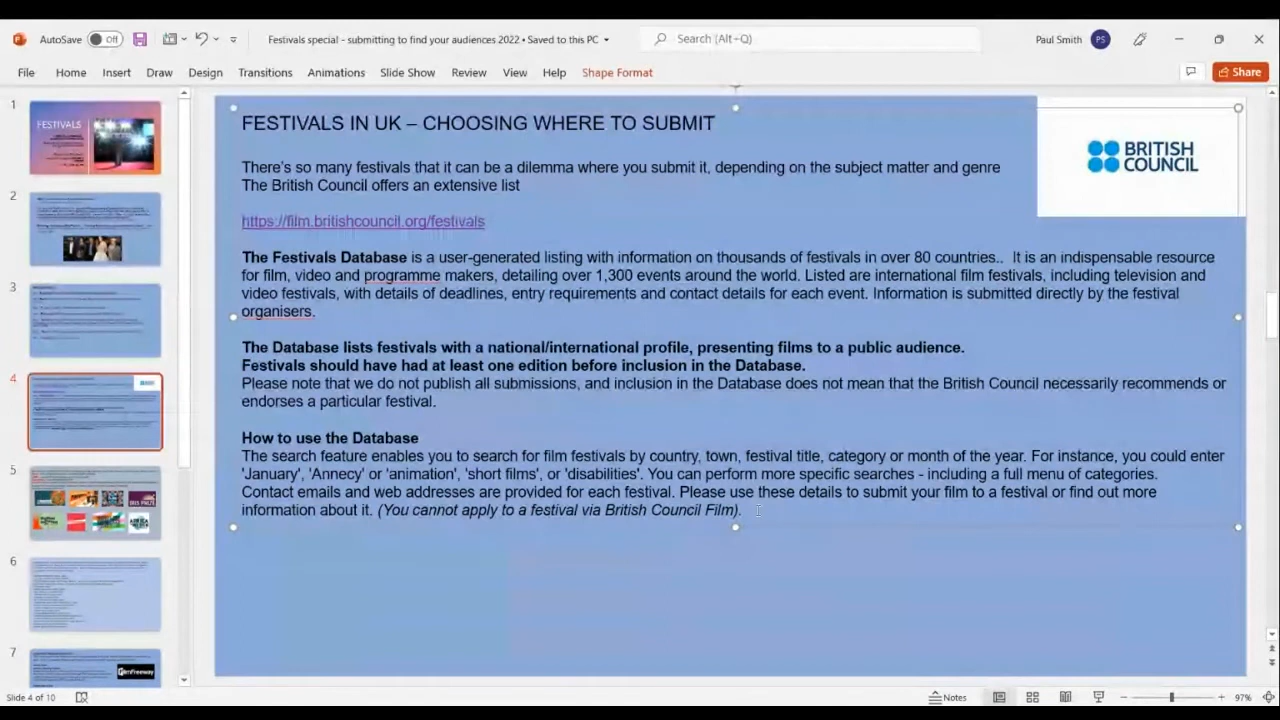 AutoSave Off Festivals special - submitting to find your audiences 2022 • Saved to this PC Search (Alt+Q) Paul Smith PS
File Home Insert Draw Design Transitions Animations Slide Show Review View Help Shape Format Share
1
FESTIVALS
2
3
4
5
6
7
FilmFreeway
FESTIVALS IN UK – CHOOSING WHERE TO SUBMIT
BRITISH
COUNCIL
There's so many festivals that it can be a dilemma where you submit it, depending on the subject matter and genre
The British Council offers an extensive list
https://film.britishcouncil.org/festivals
The Festivals Database is a user-generated listing with information on thousands of festivals in over 80 countries.. It is an indispensable resource
for film, video and programme makers, detailing over 1,300 events around the world. Listed are international film festivals, including television and
video festivals, with details of deadlines, entry requirements and contact details for each event. Information is submitted directly by the festival
organisers.
The Database lists festivals with a national/international profile, presenting films to a public audience.
Festivals should have had at least one edition before inclusion in the Database.
Please note that we do not publish all submissions, and inclusion in the Database does not mean that the British Council necessarily recommends or
endorses a particular festival.
How to use the Database
The search feature enables you to search for film festivals by country, town, festival title, category or month of the year. For instance, you could enter
'January', 'Annecy' or 'animation', 'short films', or 'disabilities'. You can perform more specific searches - including a full menu of categories.
Contact emails and web addresses are provided for each festival. Please use these details to submit your film to a festival or find out more
information about it. (You cannot apply to a festival via British Council Film).
Slide 4 of 10 Notes 97%